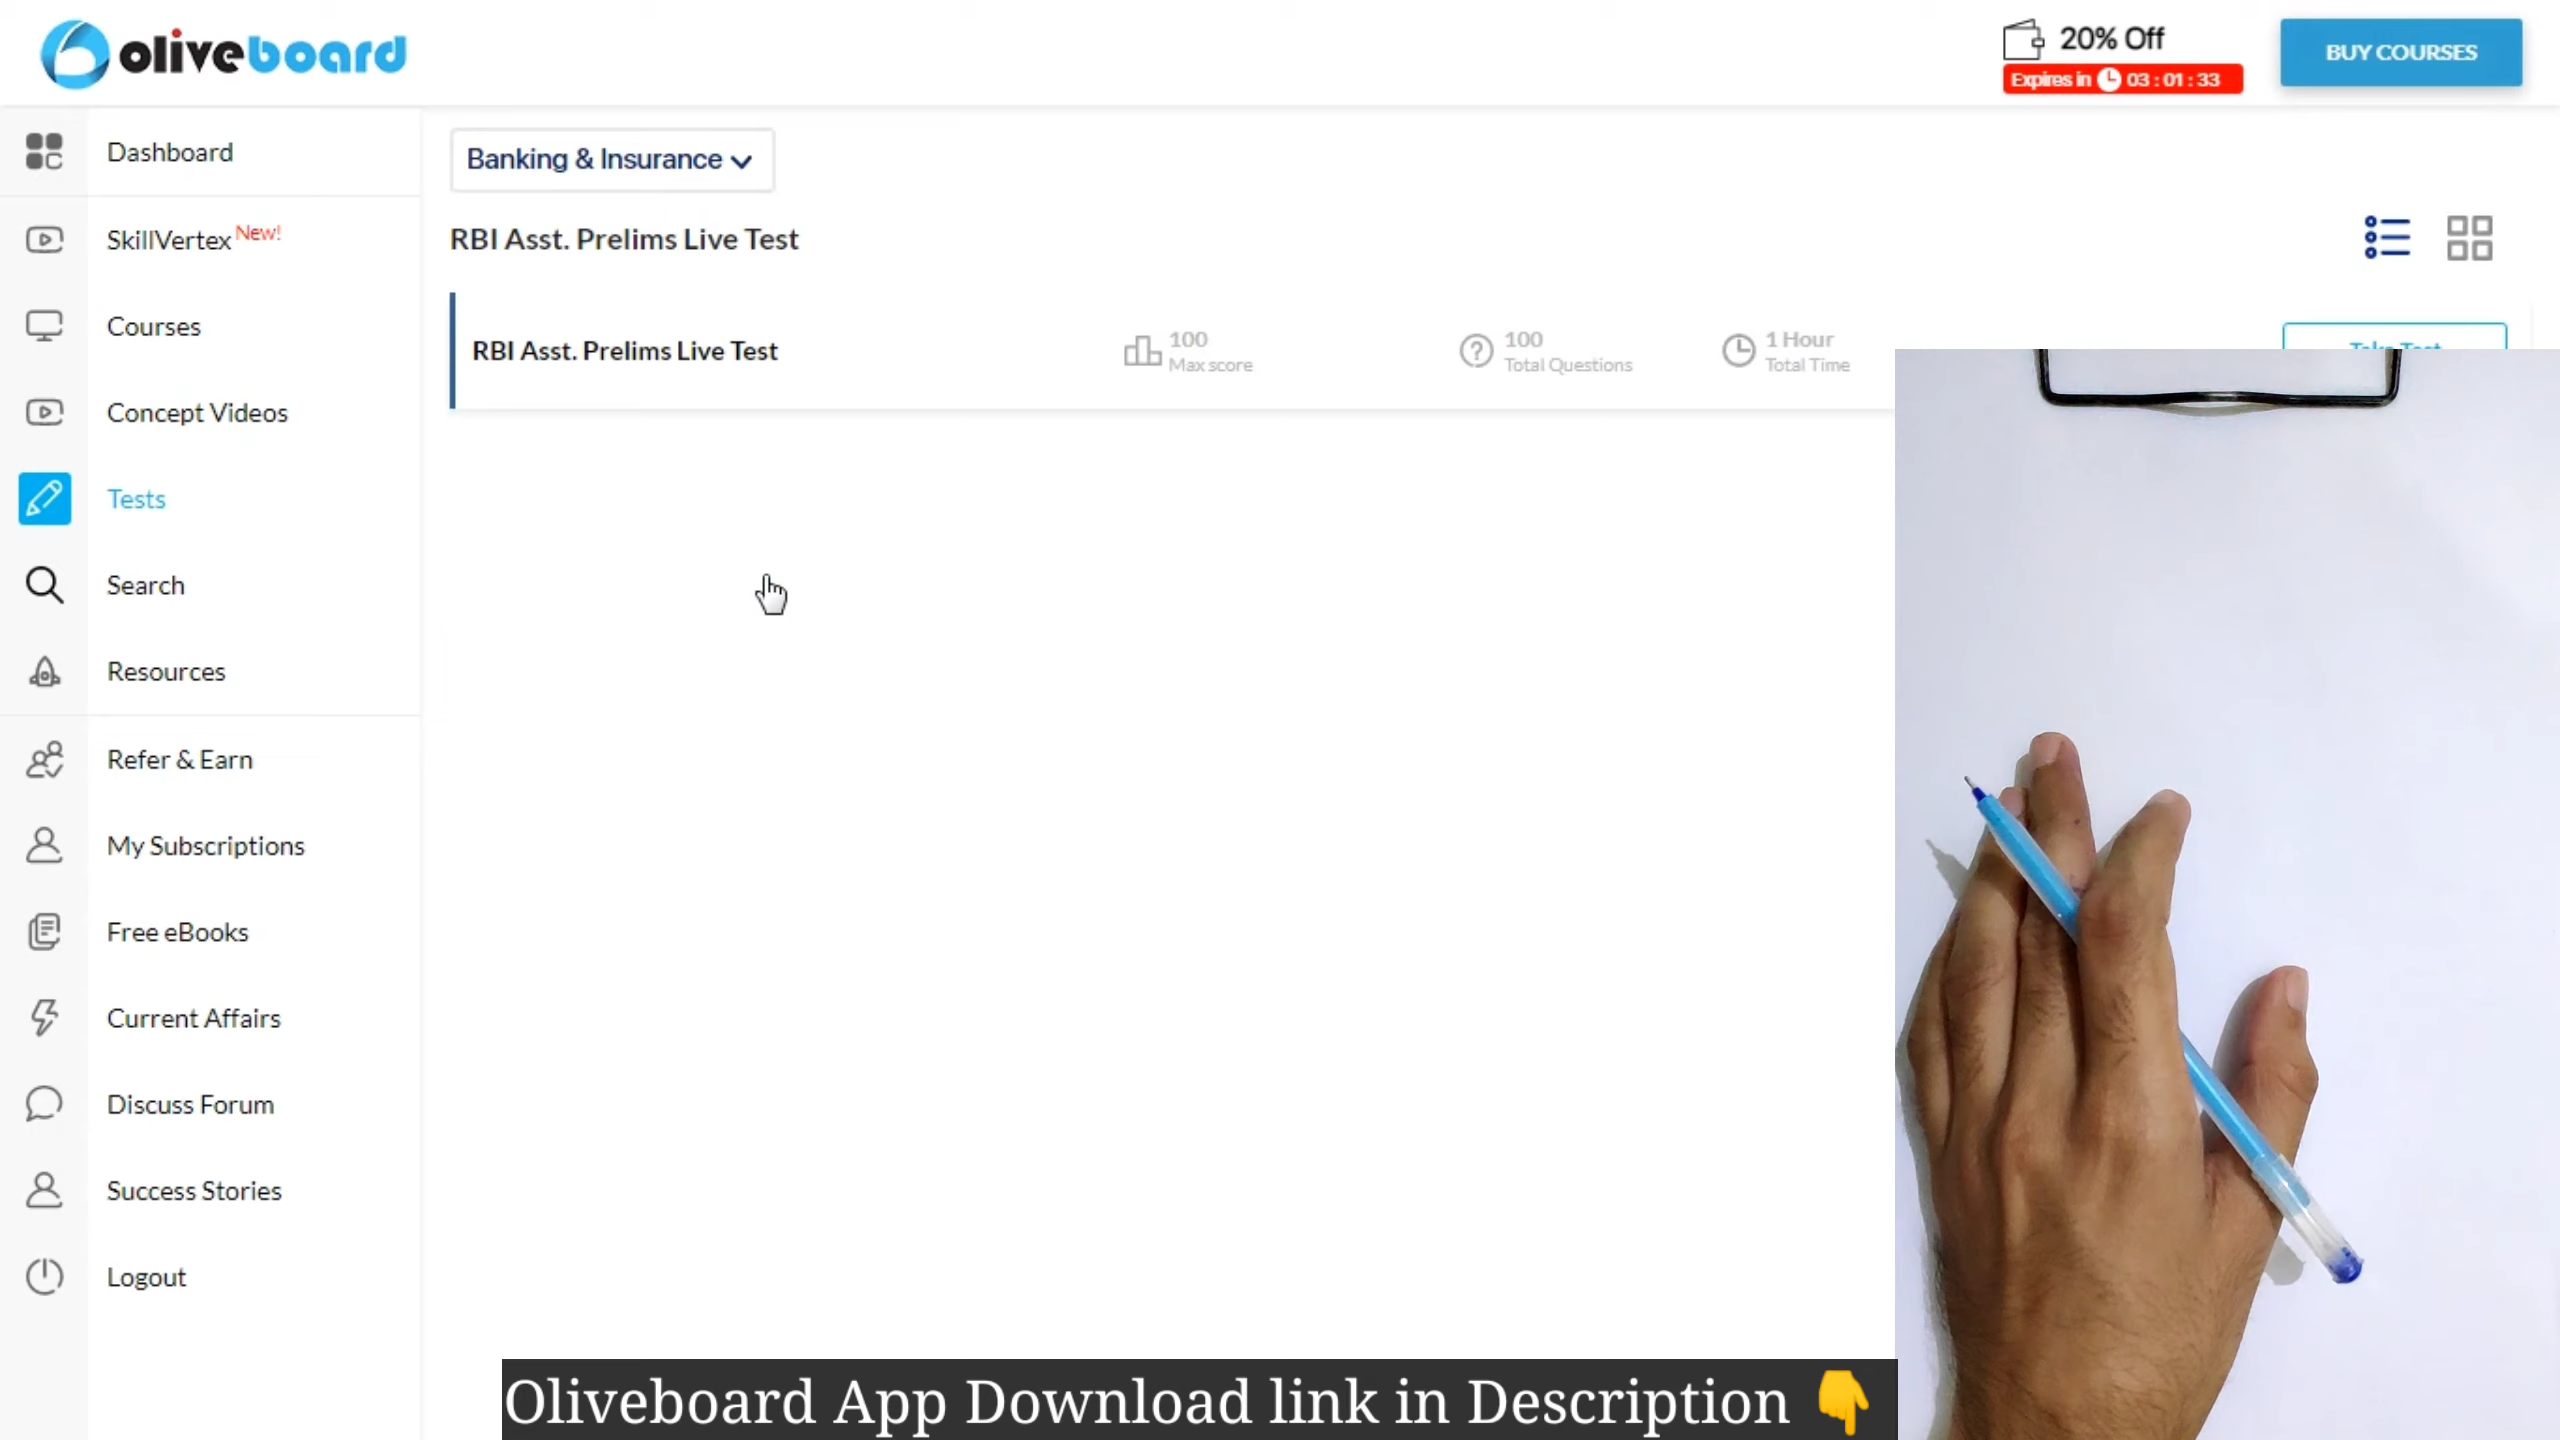 oliveboard
20% Off
Expires in 03 : 01 : 33
BUY COURSES
Dashboard
SkillVertex New!
Courses
Concept Videos
Tests
Search
Resources
Refer & Earn
My Subscriptions
Free eBooks
Current Affairs
Discuss Forum
Success Stories
Logout
Banking & Insurance
RBI Asst. Prelims Live Test
RBI Asst. Prelims Live Test
100
Max score
100
Total Questions
1 Hour
Total Time
Take Test
Oliveboard App Download link in Description 👇